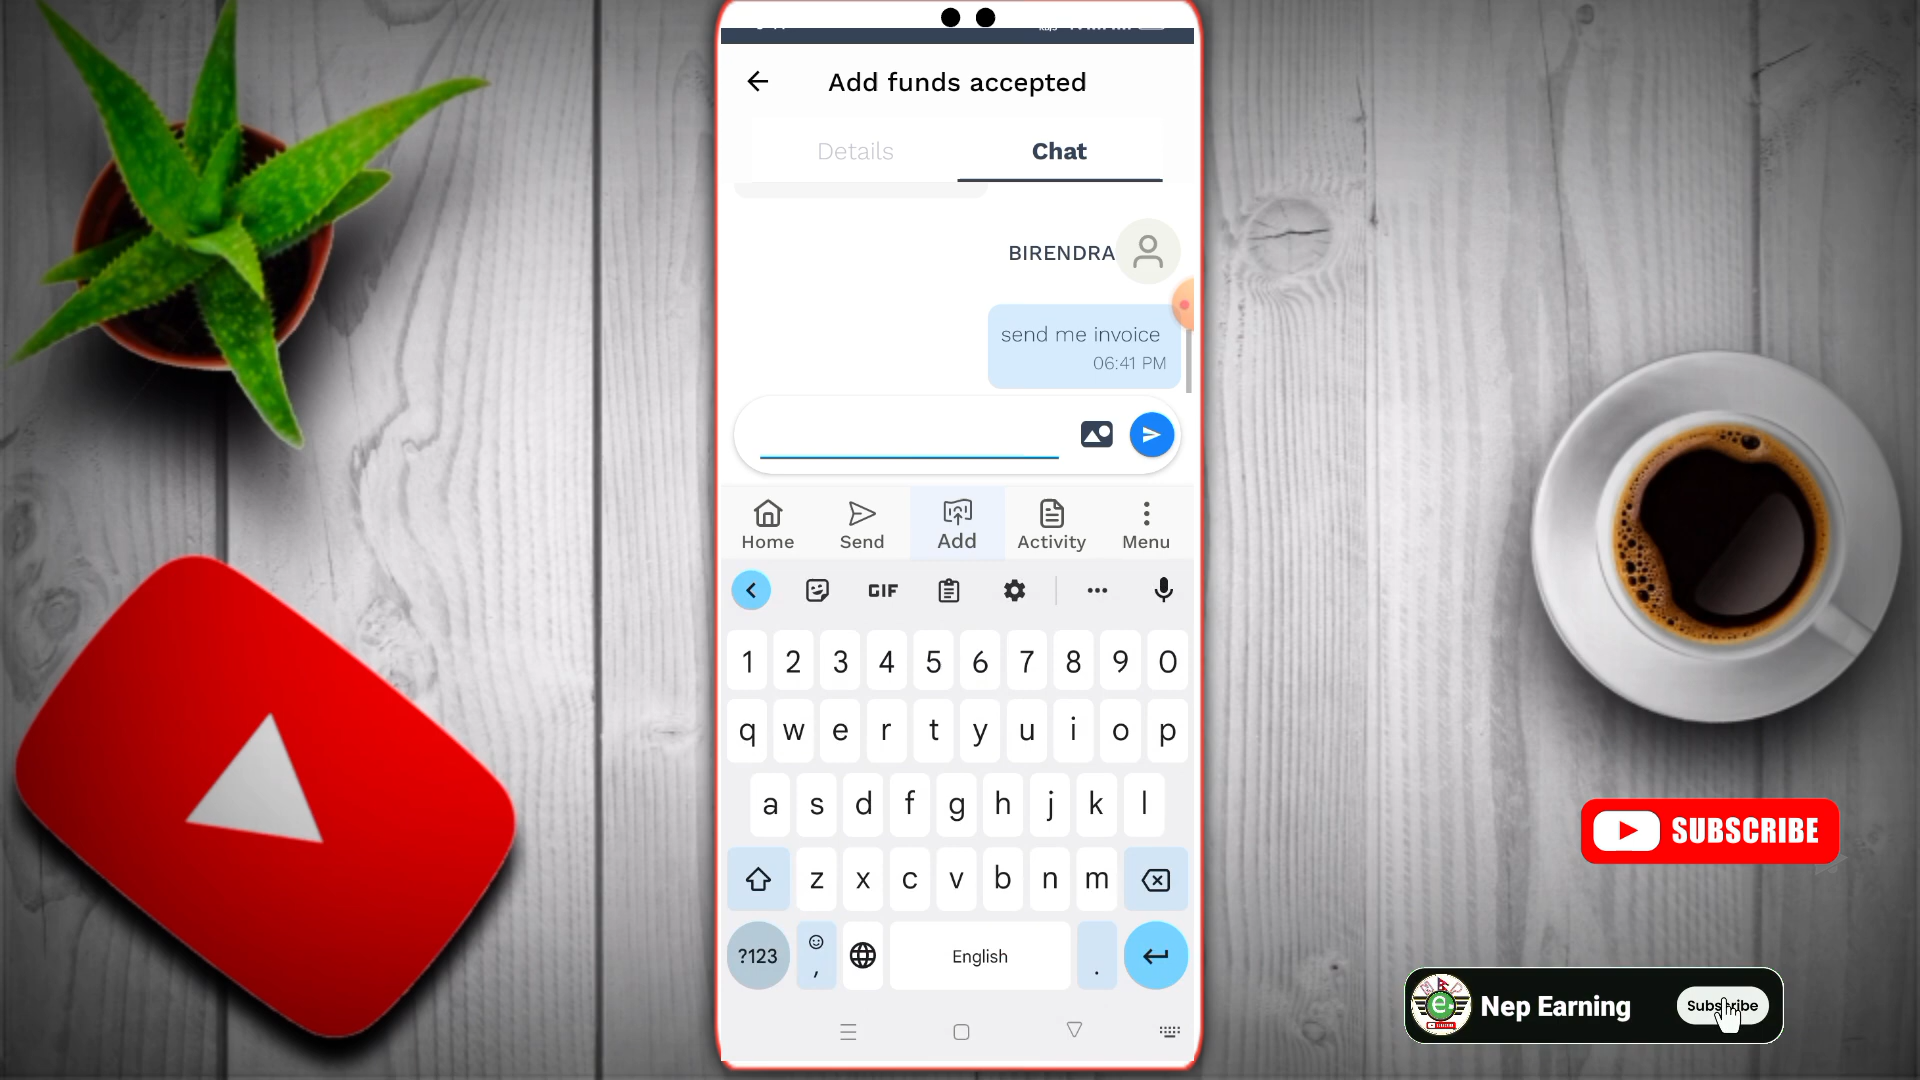 Add funds accepted
Details
Chat
BIRENDRA
send me invoice
06:41 PM
Home
Send
Add
Activity
Menu
GIF
1 2 3 4 5 6 7 8 9 0
q w e r t y u i o p
a s d f g h j k l
z x c v b n m
?123
,
English
.
SUBSCRIBE
Nep Earning
Subscribe